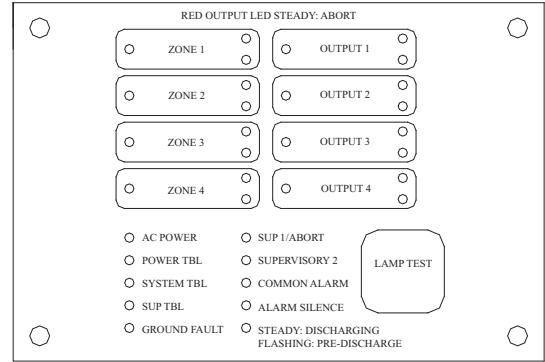 RED OUTPUT LED STEADY: ABORT
ZONE 1
OUTPUT 1
ZONE 2
OUTPUT 2
ZONE 3
OUTPUT 3
ZONE 4
OUTPUT 4
AC POWER
SUP 1/ABORT
POWER TBL
SUPERVISORY 2
LAMP TEST
SYSTEM TBL
COMMON ALARM
SUP TBL
ALARM SILENCE
GROUND FAULT
STEADY: DISCHARGING
FLASHING: PRE-DISCHARGE